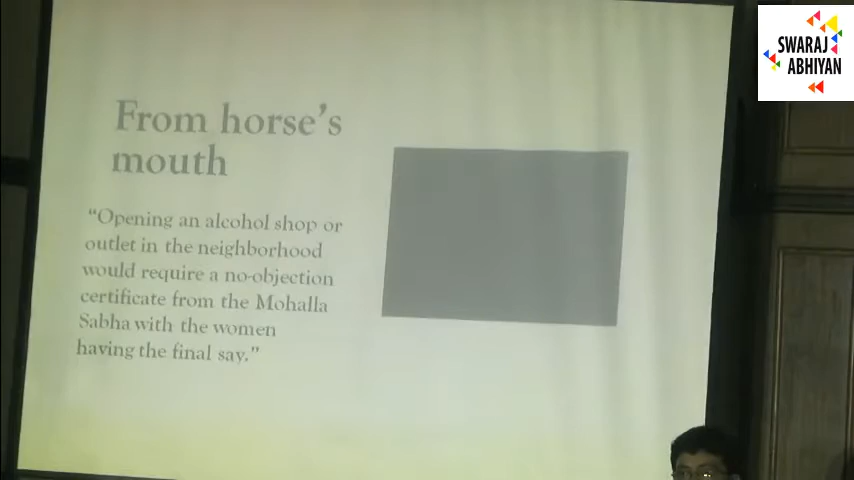 From horse's
mouth
"Opening an alcohol shop or
outlet in the neighborhood
would require a no-objection
certificate from the Mohalla
Sabha with the women
having the final say."
SWARAJ
ABHIYAN